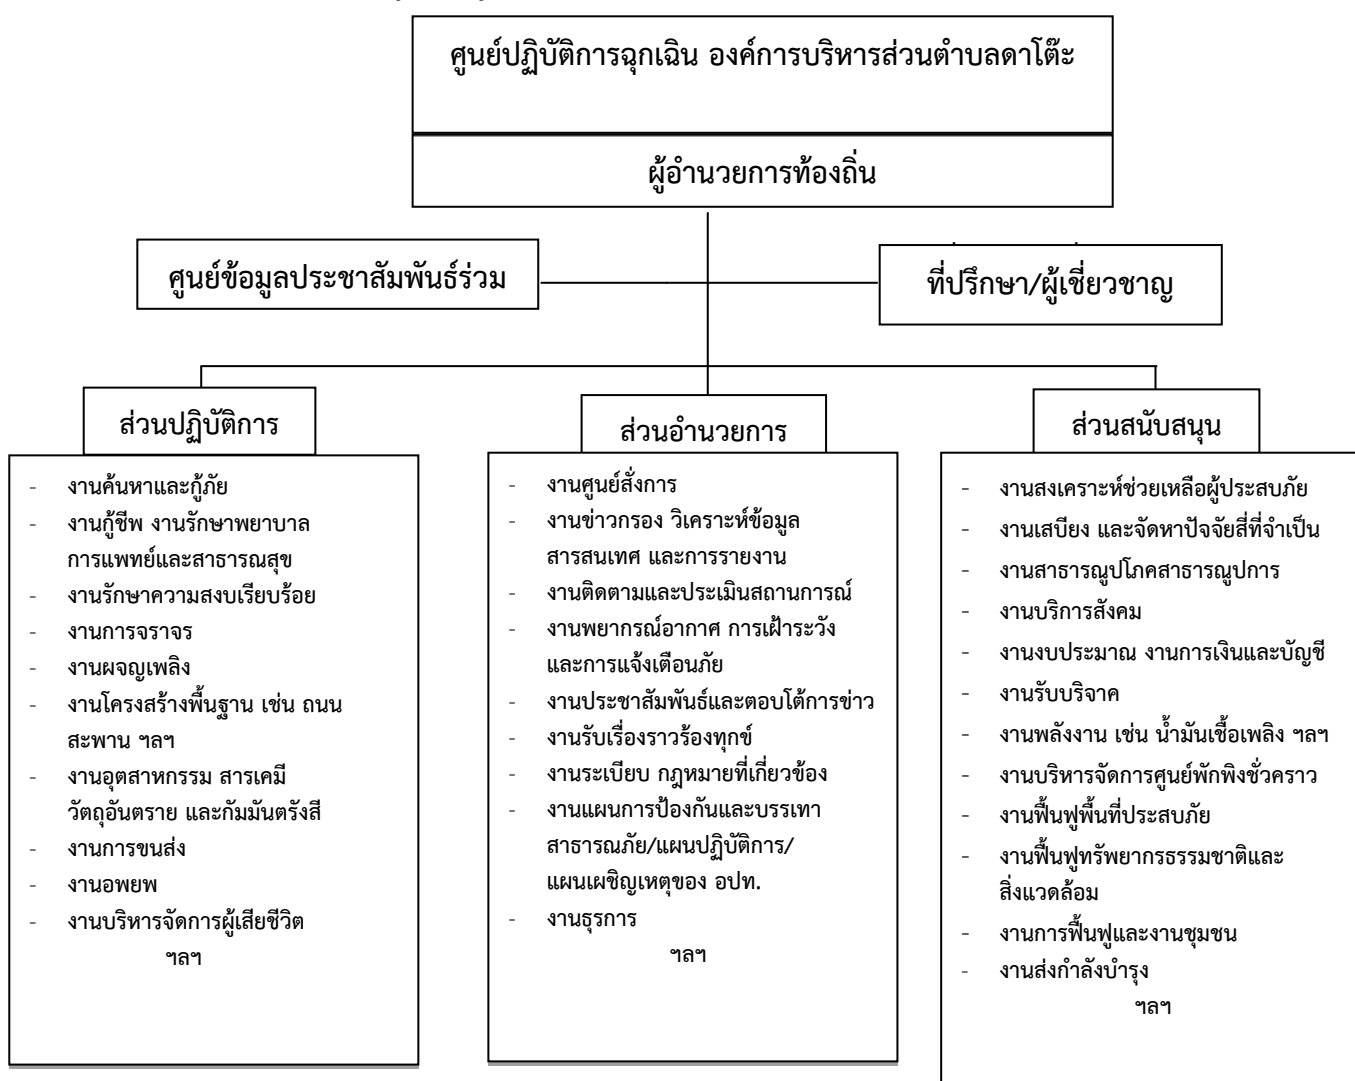 ศูนย์ปฏิบัติการฉุกเฉิน องค์การบริหารส่วนตำบลดาโต๊ะ
ผู้อำนวยการท้องถิ่น
ศูนย์ข้อมูลประชาสัมพันธ์ร่วม
ที่ปรึกษา/ผู้เชี่ยวชาญ
ส่วนปฏิบัติการ
- งานค้นหาและกู้ภัย
- งานกู้ชีพ งานรักษาพยาบาล
การแพทย์และสาธารณสุข
- งานรักษาความสงบเรียบร้อย
- งานการจราจร
- งานผจญเพลิง
- งานโครงสร้างพื้นฐาน เช่น ถนน
สะพาน ฯลฯ
- งานอุตสาหกรรม สารเคมี
วัตถุอันตราย และกัมมันตรังสี
- งานการขนส่ง
- งานอพยพ
- งานบริหารจัดการผู้เสียชีวิต
ฯลฯ
ส่วนอำนวยการ
- งานศูนย์สั่งการ
- งานข่าวกรอง วิเคราะห์ข้อมูล
สารสนเทศ และการรายงาน
- งานติดตามและประเมินสถานการณ์
- งานพยากรณ์อากาศ การเฝ้าระวัง
และการแจ้งเตือนภัย
- งานประชาสัมพันธ์และตอบโต้การข่าว
- งานรับเรื่องราวร้องทุกข์
- งานระเบียบ กฎหมายที่เกี่ยวข้อง
- งานแผนการป้องกันและบรรเทา
สาธารณภัย/แผนปฏิบัติการ/
แผนเผชิญเหตุของ อปท.
- งานธุรการ
ฯลฯ
ส่วนสนับสนุน
- งานสงเคราะห์ช่วยเหลือผู้ประสบภัย
- งานเสบียง และจัดหาปัจจัยสี่ที่จำเป็น
- งานสาธารณูปโภคสาธารณูปการ
- งานบริการสังคม
- งานงบประมาณ งานการเงินและบัญชี
- งานรับบริจาค
- งานพลังงาน เช่น น้ำมันเชื้อเพลิง ฯลฯ
- งานบริหารจัดการศูนย์พักพิงชั่วคราว
- งานฟื้นฟูพื้นที่ประสบภัย
- งานฟื้นฟูทรัพยากรธรรมชาติและ
สิ่งแวดล้อม
- งานการฟื้นฟูและงานชุมชน
- งานส่งกำลังบำรุง
ฯลฯ